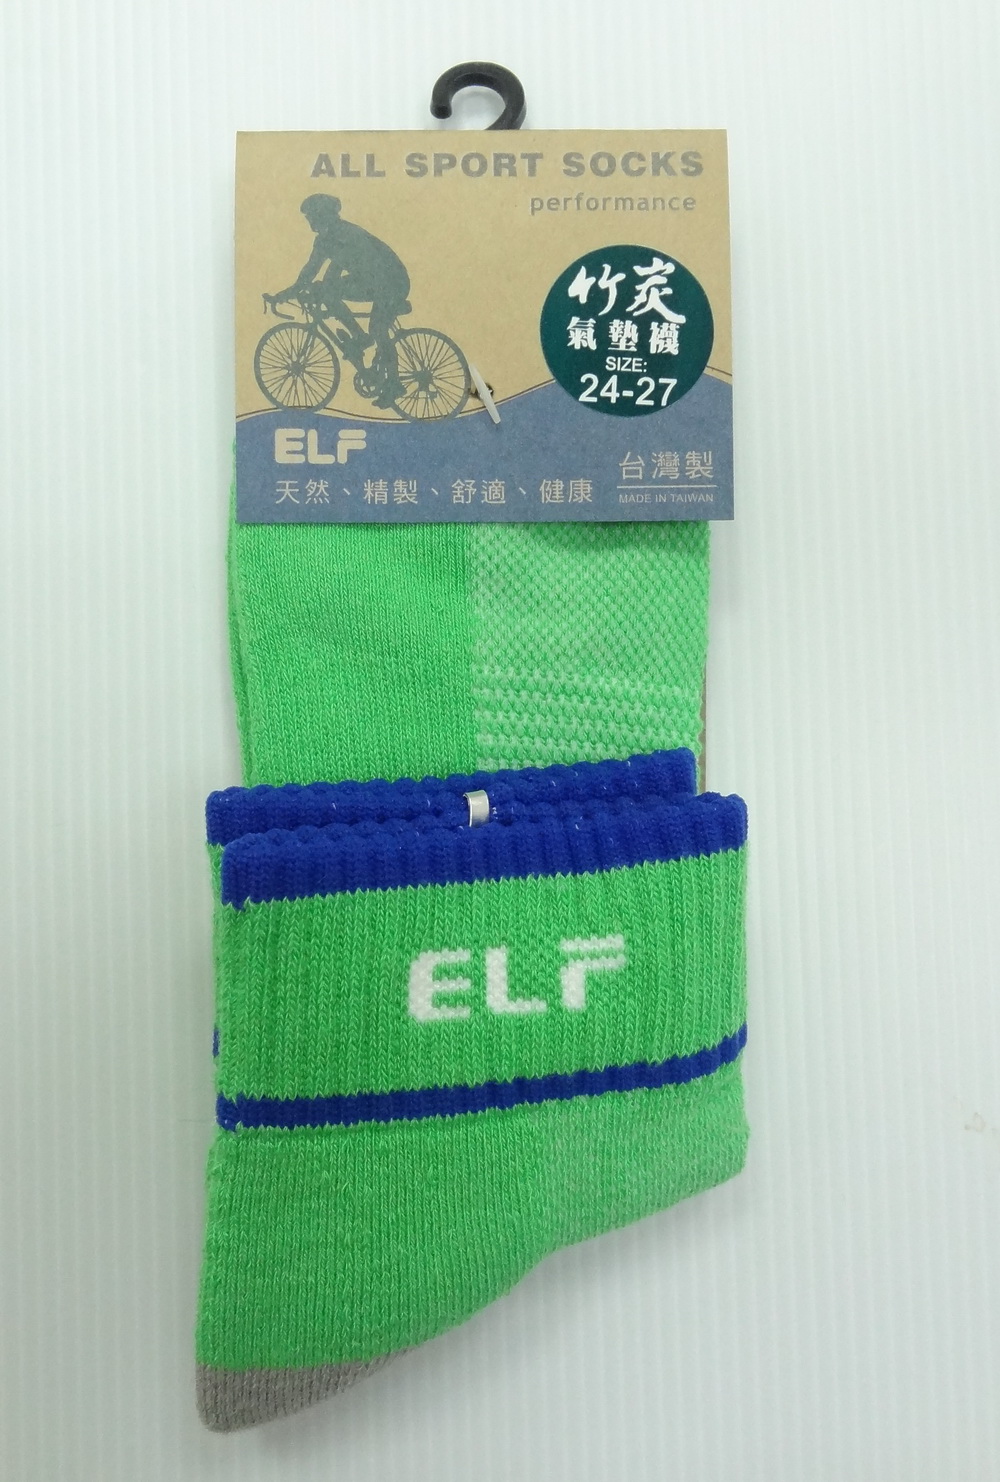 ALL SPORT SOCKS
performance
竹炭
氣墊襪
SIZE:
24-27
ELF
天然、精製、舒適、健康
台灣製
MADE IN TAIWAN
ELF